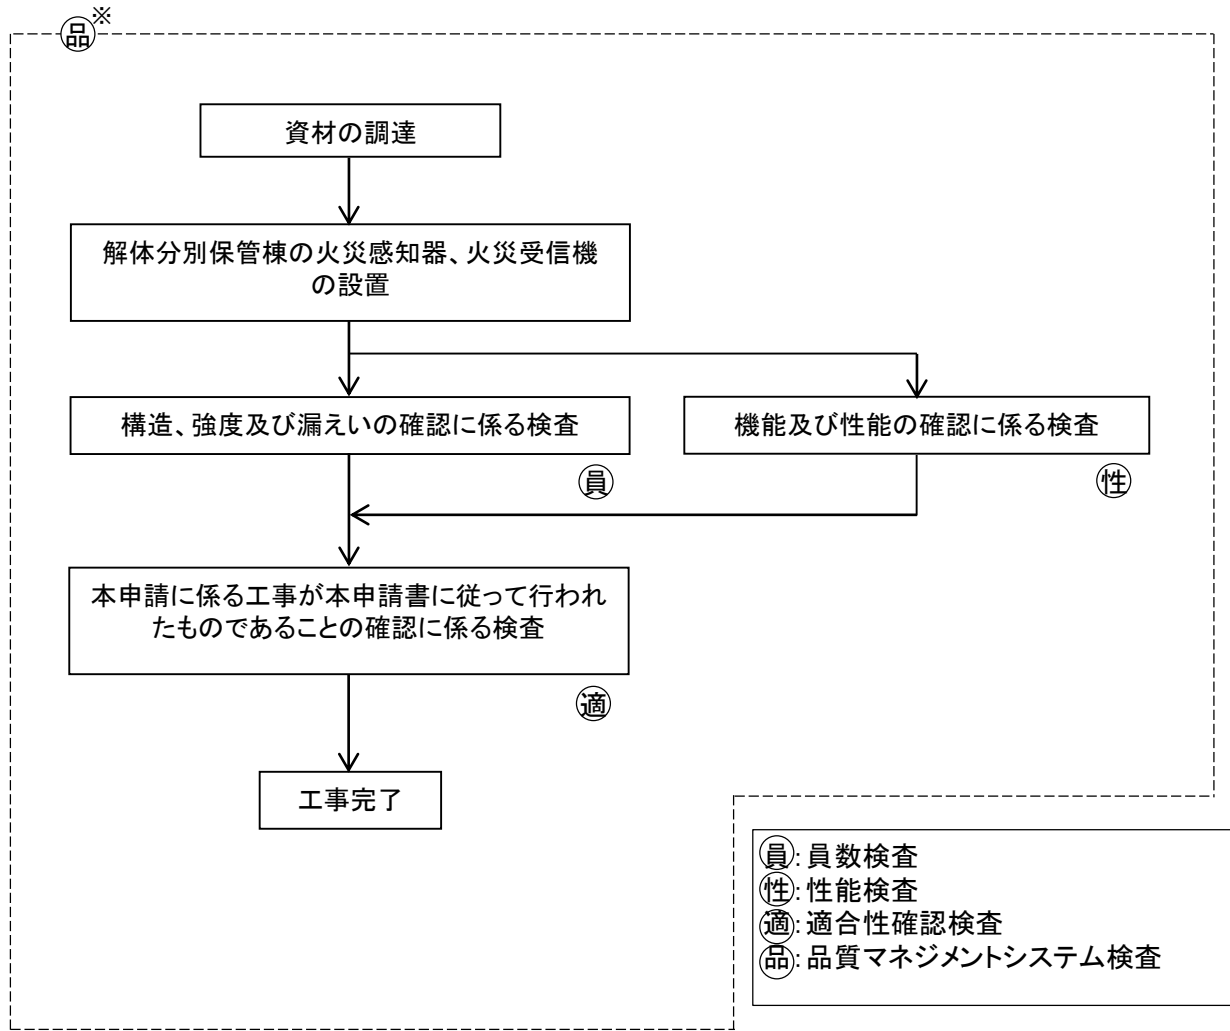 品※
資材の調達
解体分別保管棟の火災感知器、火災受信機
の設置
構造、強度及び漏えいの確認に係る検査
機能及び性能の確認に係る検査
員
性
本申請に係る工事が本申請書に従って行われ
たものであることの確認に係る検査
適
工事完了
員:員数検査
性:性能検査
適:適合性確認検査
品:品質マネジメントシステム検査